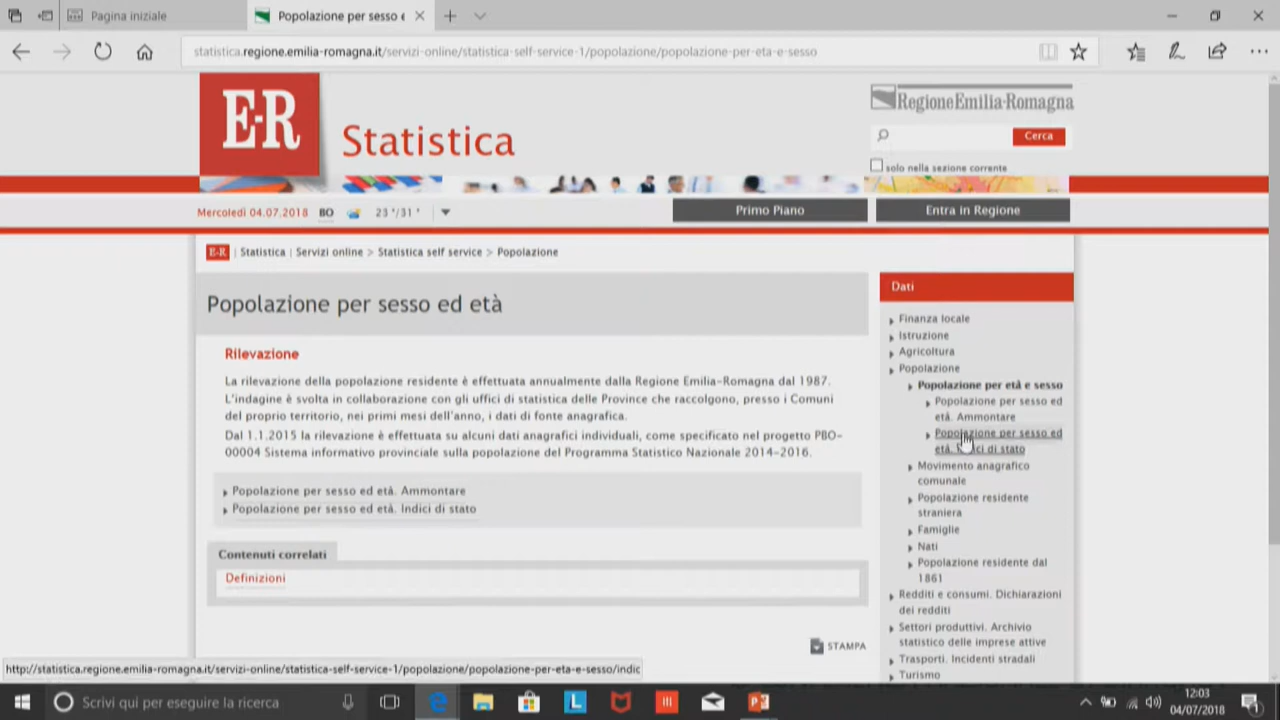 Pagina iniziale
Popolazione per sesso e
statistica.regione.emilia-romagna.it/servizi-online/statistica-self-service-1/popolazione/popolazione-per-eta-e-sesso
E-R
Statistica
RegioneEmilia-Romagna
Cerca
solo nella sezione corrente
Mercoledì 04.07.2018 BO 23°/31°
Primo Piano
Entra in Regione
E-R | Statistica | Servizi online > Statistica self service > Popolazione
Popolazione per sesso ed età
Rilevazione
La rilevazione della popolazione residente è effettuata annualmente dalla Regione Emilia-Romagna dal 1987.
L'indagine è svolta in collaborazione con gli uffici di statistica delle Province che raccolgono, presso i Comuni
del proprio territorio, nei primi mesi dell'anno, i dati di fonte anagrafica.
Dal 1.1.2015 la rilevazione è effettuata su alcuni dati anagrafici individuali, come specificato nel progetto PBO-
00004 Sistema informativo provinciale sulla popolazione del Programma Statistico Nazionale 2014-2016.
Popolazione per sesso ed età. Ammontare
Popolazione per sesso ed età. Indici di stato
Contenuti correlati
Definizioni
STAMPA
Dati
Finanza locale
Istruzione
Agricoltura
Popolazione
Popolazione per età e sesso
Popolazione per sesso ed
età. Ammontare
Popolazione per sesso ed
età. Indici di stato
Movimento anagrafico
comunale
Popolazione residente
straniera
Famiglie
Nati
Popolazione residente dal
1861
Redditi e consumi. Dichiarazioni
dei redditi
Settori produttivi. Archivio
statistico delle imprese attive
Trasporti. Incidenti stradali
Turismo
http://statistica.regione.emilia-romagna.it/servizi-online/statistica-self-service-1/popolazione/popolazione-per-eta-e-sesso/indic
Scrivi qui per eseguire la ricerca
12:03
04/07/2018